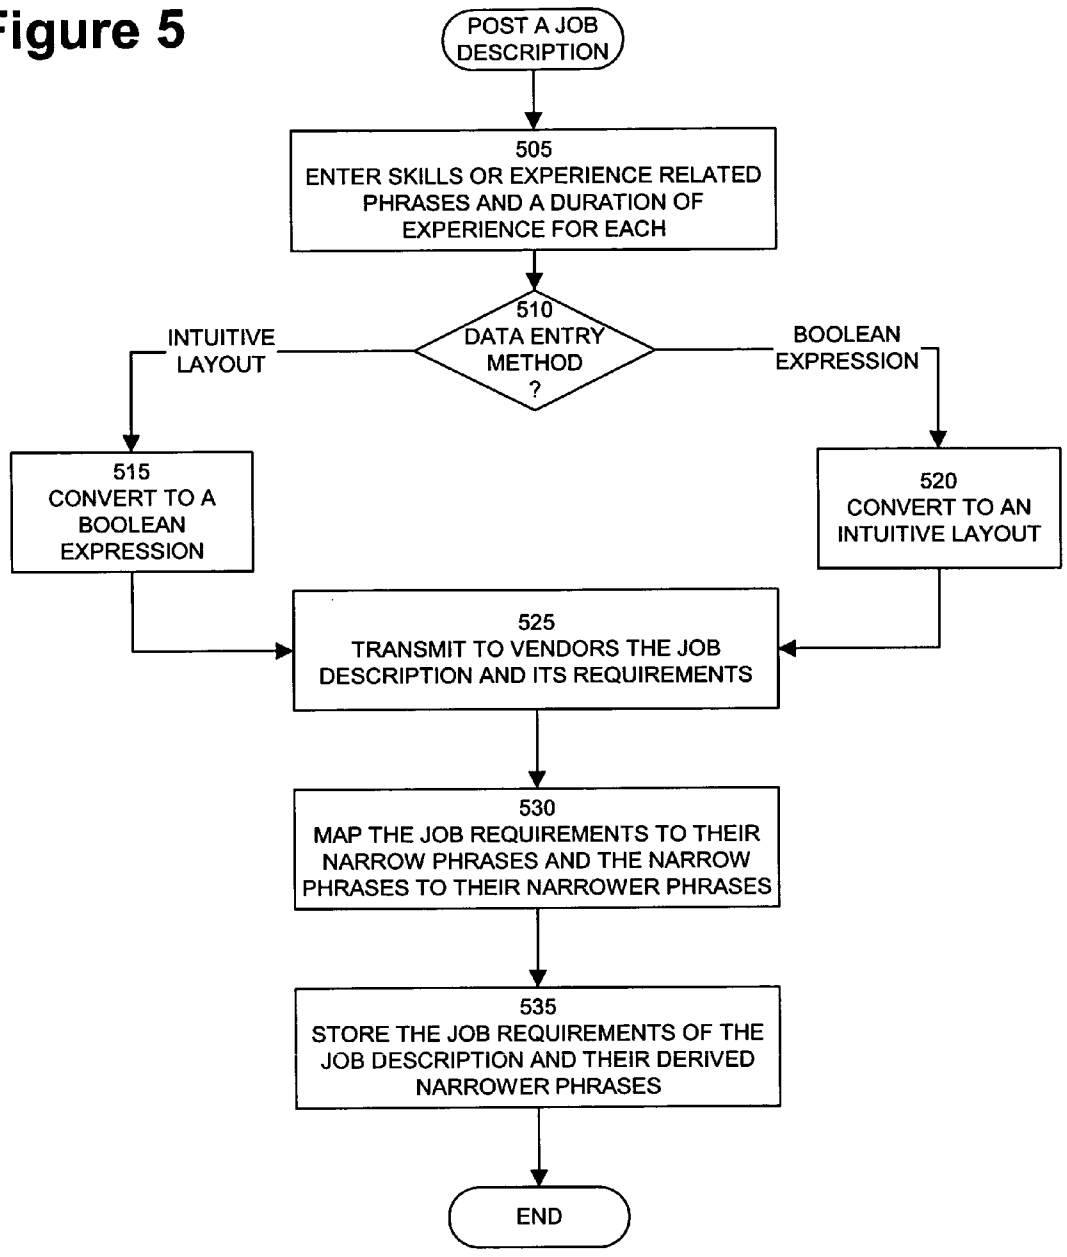 Figure 5
POST A JOB
DESCRIPTION
505
ENTER SKILLS OR EXPERIENCE RELATED
PHRASES AND A DURATION OF
EXPERIENCE FOR EACH
510
DATA ENTRY
METHOD
?
INTUITIVE
LAYOUT
BOOLEAN
EXPRESSION
515
CONVERT TO A
BOOLEAN
EXPRESSION
520
CONVERT TO AN
INTUITIVE LAYOUT
525
TRANSMIT TO VENDORS THE JOB
DESCRIPTION AND ITS REQUIREMENTS
530
MAP THE JOB REQUIREMENTS TO THEIR
NARROW PHRASES AND THE NARROW
PHRASES TO THEIR NARROWER PHRASES
535
STORE THE JOB REQUIREMENTS OF THE
JOB DESCRIPTION AND THEIR DERIVED
NARROWER PHRASES
END